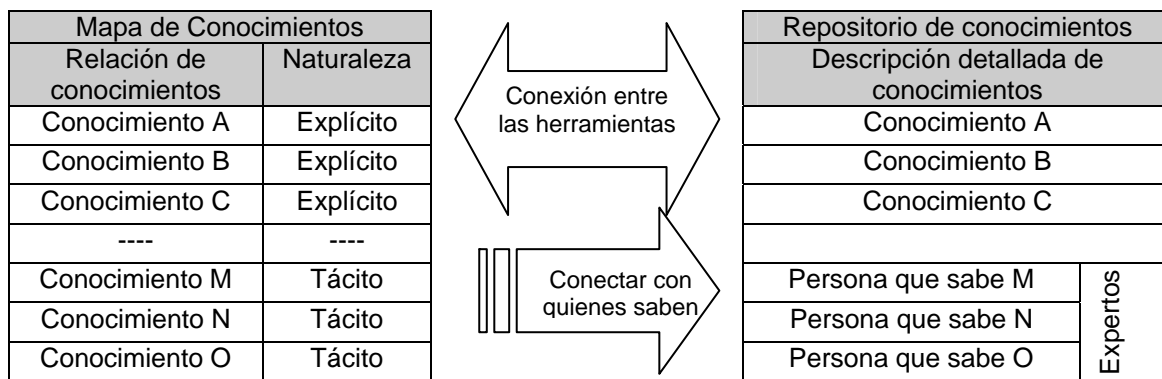 Mapa de Conocimientos
Relación de
conocimientos
Naturaleza
Conocimiento A
Explícito
Conocimiento B
Explícito
Conocimiento C
Explícito
----
----
Conocimiento M
Tácito
Conocimiento N
Tácito
Conocimiento O
Tácito
Conexión entre
las herramientas
Conectar con
quienes saben
Repositorio de conocimientos
Descripción detallada de
conocimientos
Conocimiento A
Conocimiento B
Conocimiento C
Persona que sabe M
Persona que sabe N
Persona que sabe O
Expertos